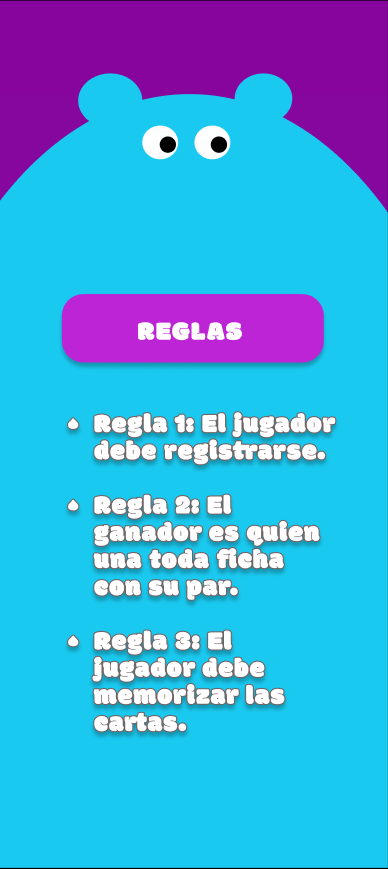 REGLAS
Regla 1: El jugador
debe registrarse.
Regla 2: El
ganador es quien
una toda ficha
con su par.
Regla 3: El
jugador debe
memorizar las
cartas.